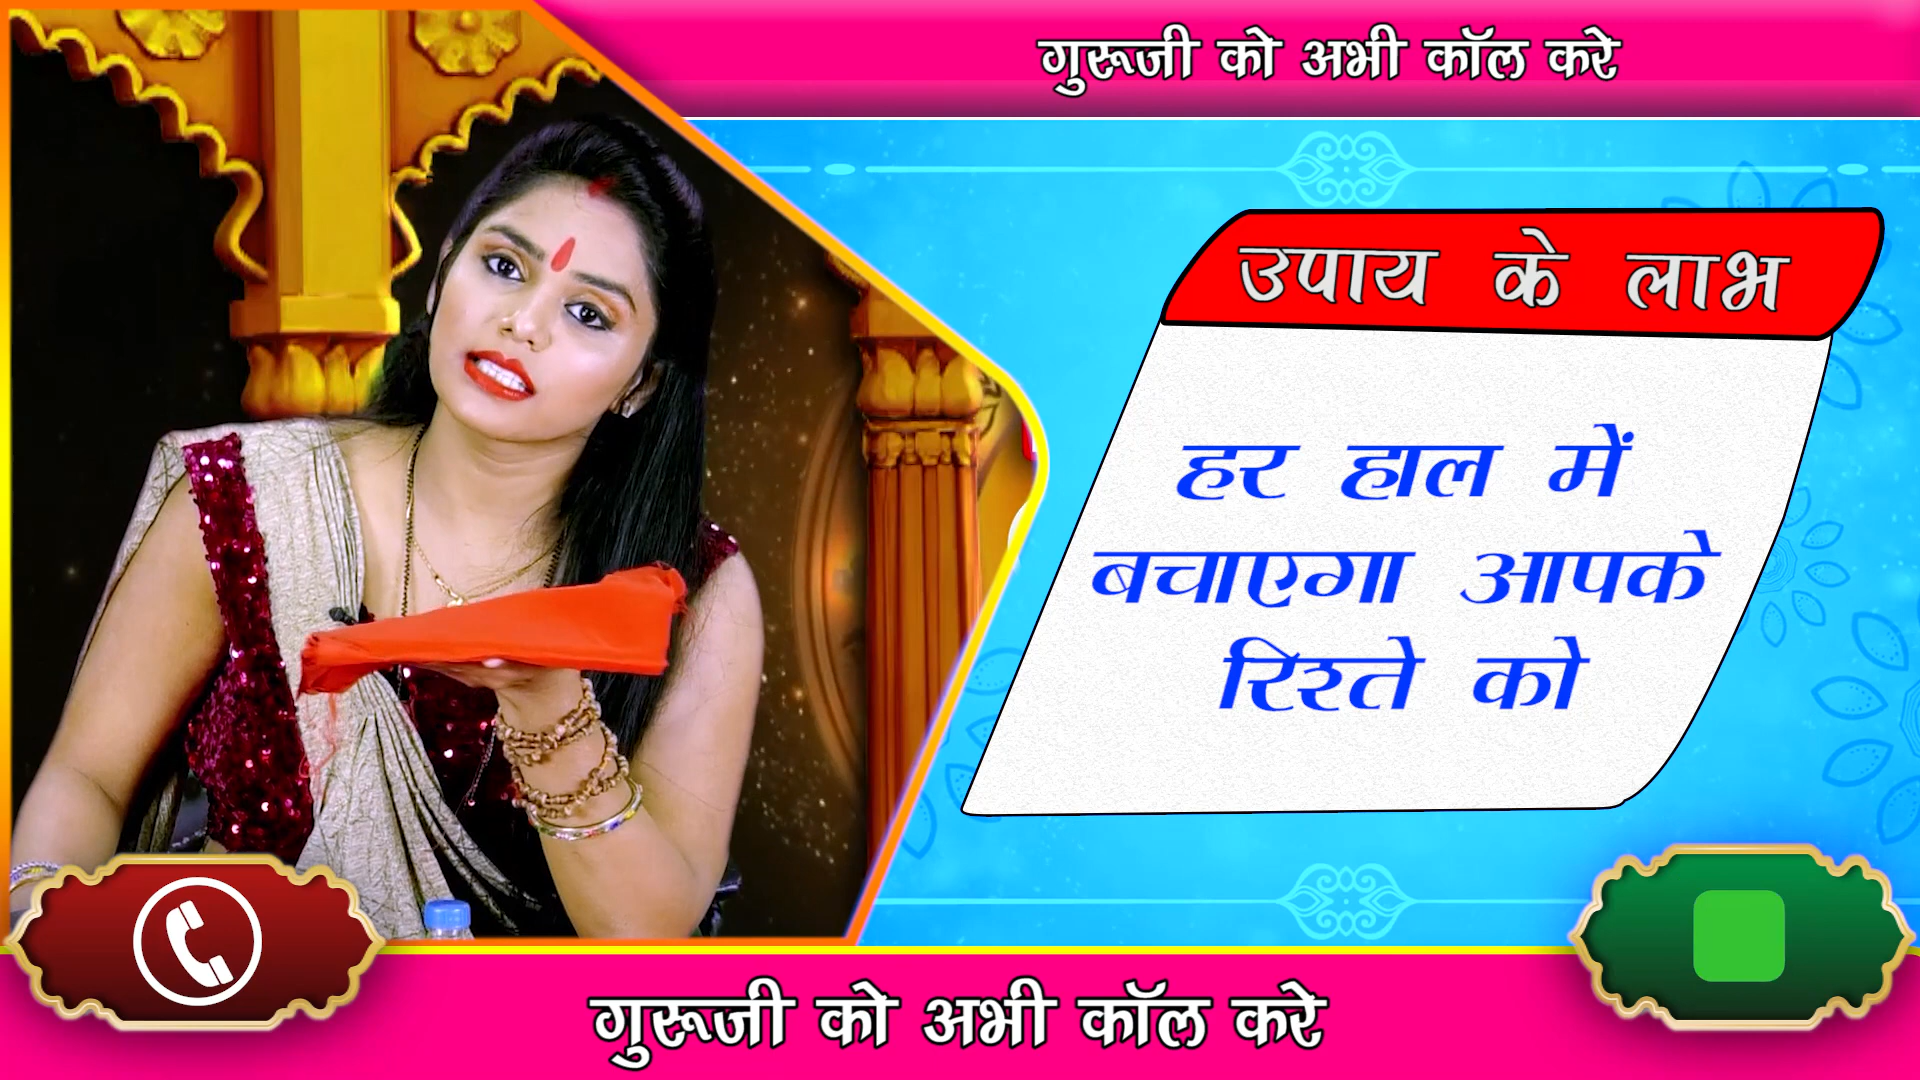 गुरूजी को अभी कॉल करे
उपाय के लाभ
हर हाल में
बचाएगा आपके
रिश्ते को
गुरूजी को अभी कॉल करे